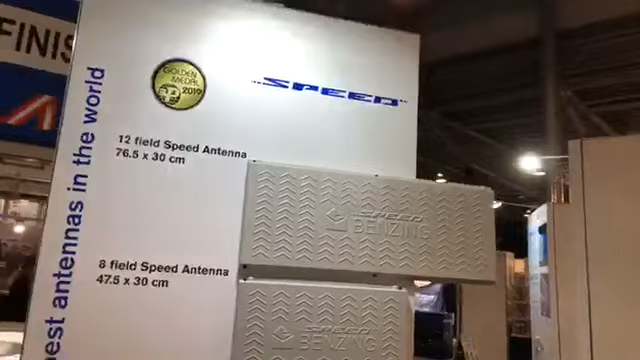 FINIS
GOLDEN
MEDAL
2019
SPEED
12 field Speed Antenna
76.5 x 30 cm
SPEED
BENZING
8 field Speed Antenna
47.5 x 30 cm
SPEED
BENZING
est antennas in the world